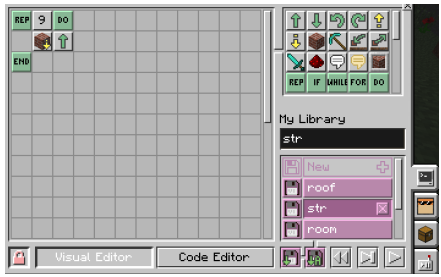 REP 9 DO
END
REP IF WHILE FOR DO
My Library
str
New
roof
str
room
Visual Editor Code Editor